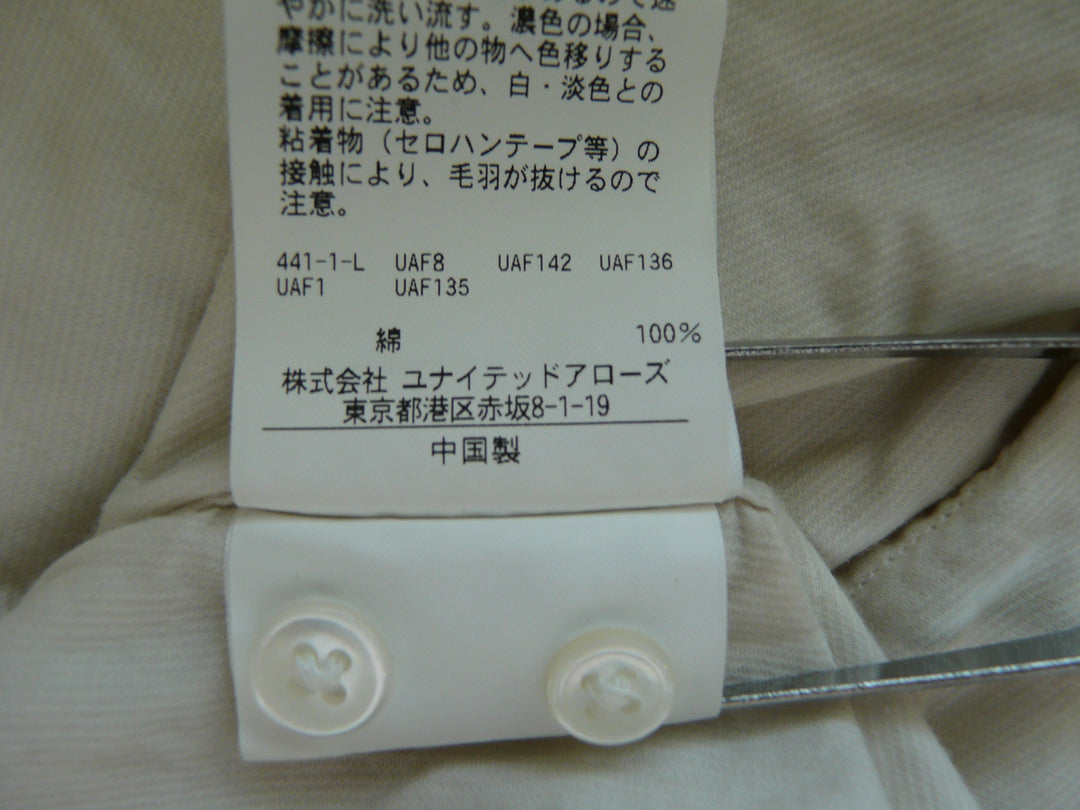 やかに洗い流す。濃色の場合、
摩擦により他の物へ色移りする
ことがあるため、白・淡色との
着用に注意。
粘着物（セロハンテープ等）の
接触により、毛羽が抜けるので
注意。
441-1-L UAF8 UAF142 UAF136
UAF1 UAF135
綿 100%
株式会社 ユナイテッドアローズ
東京都港区赤坂8-1-19
中国製